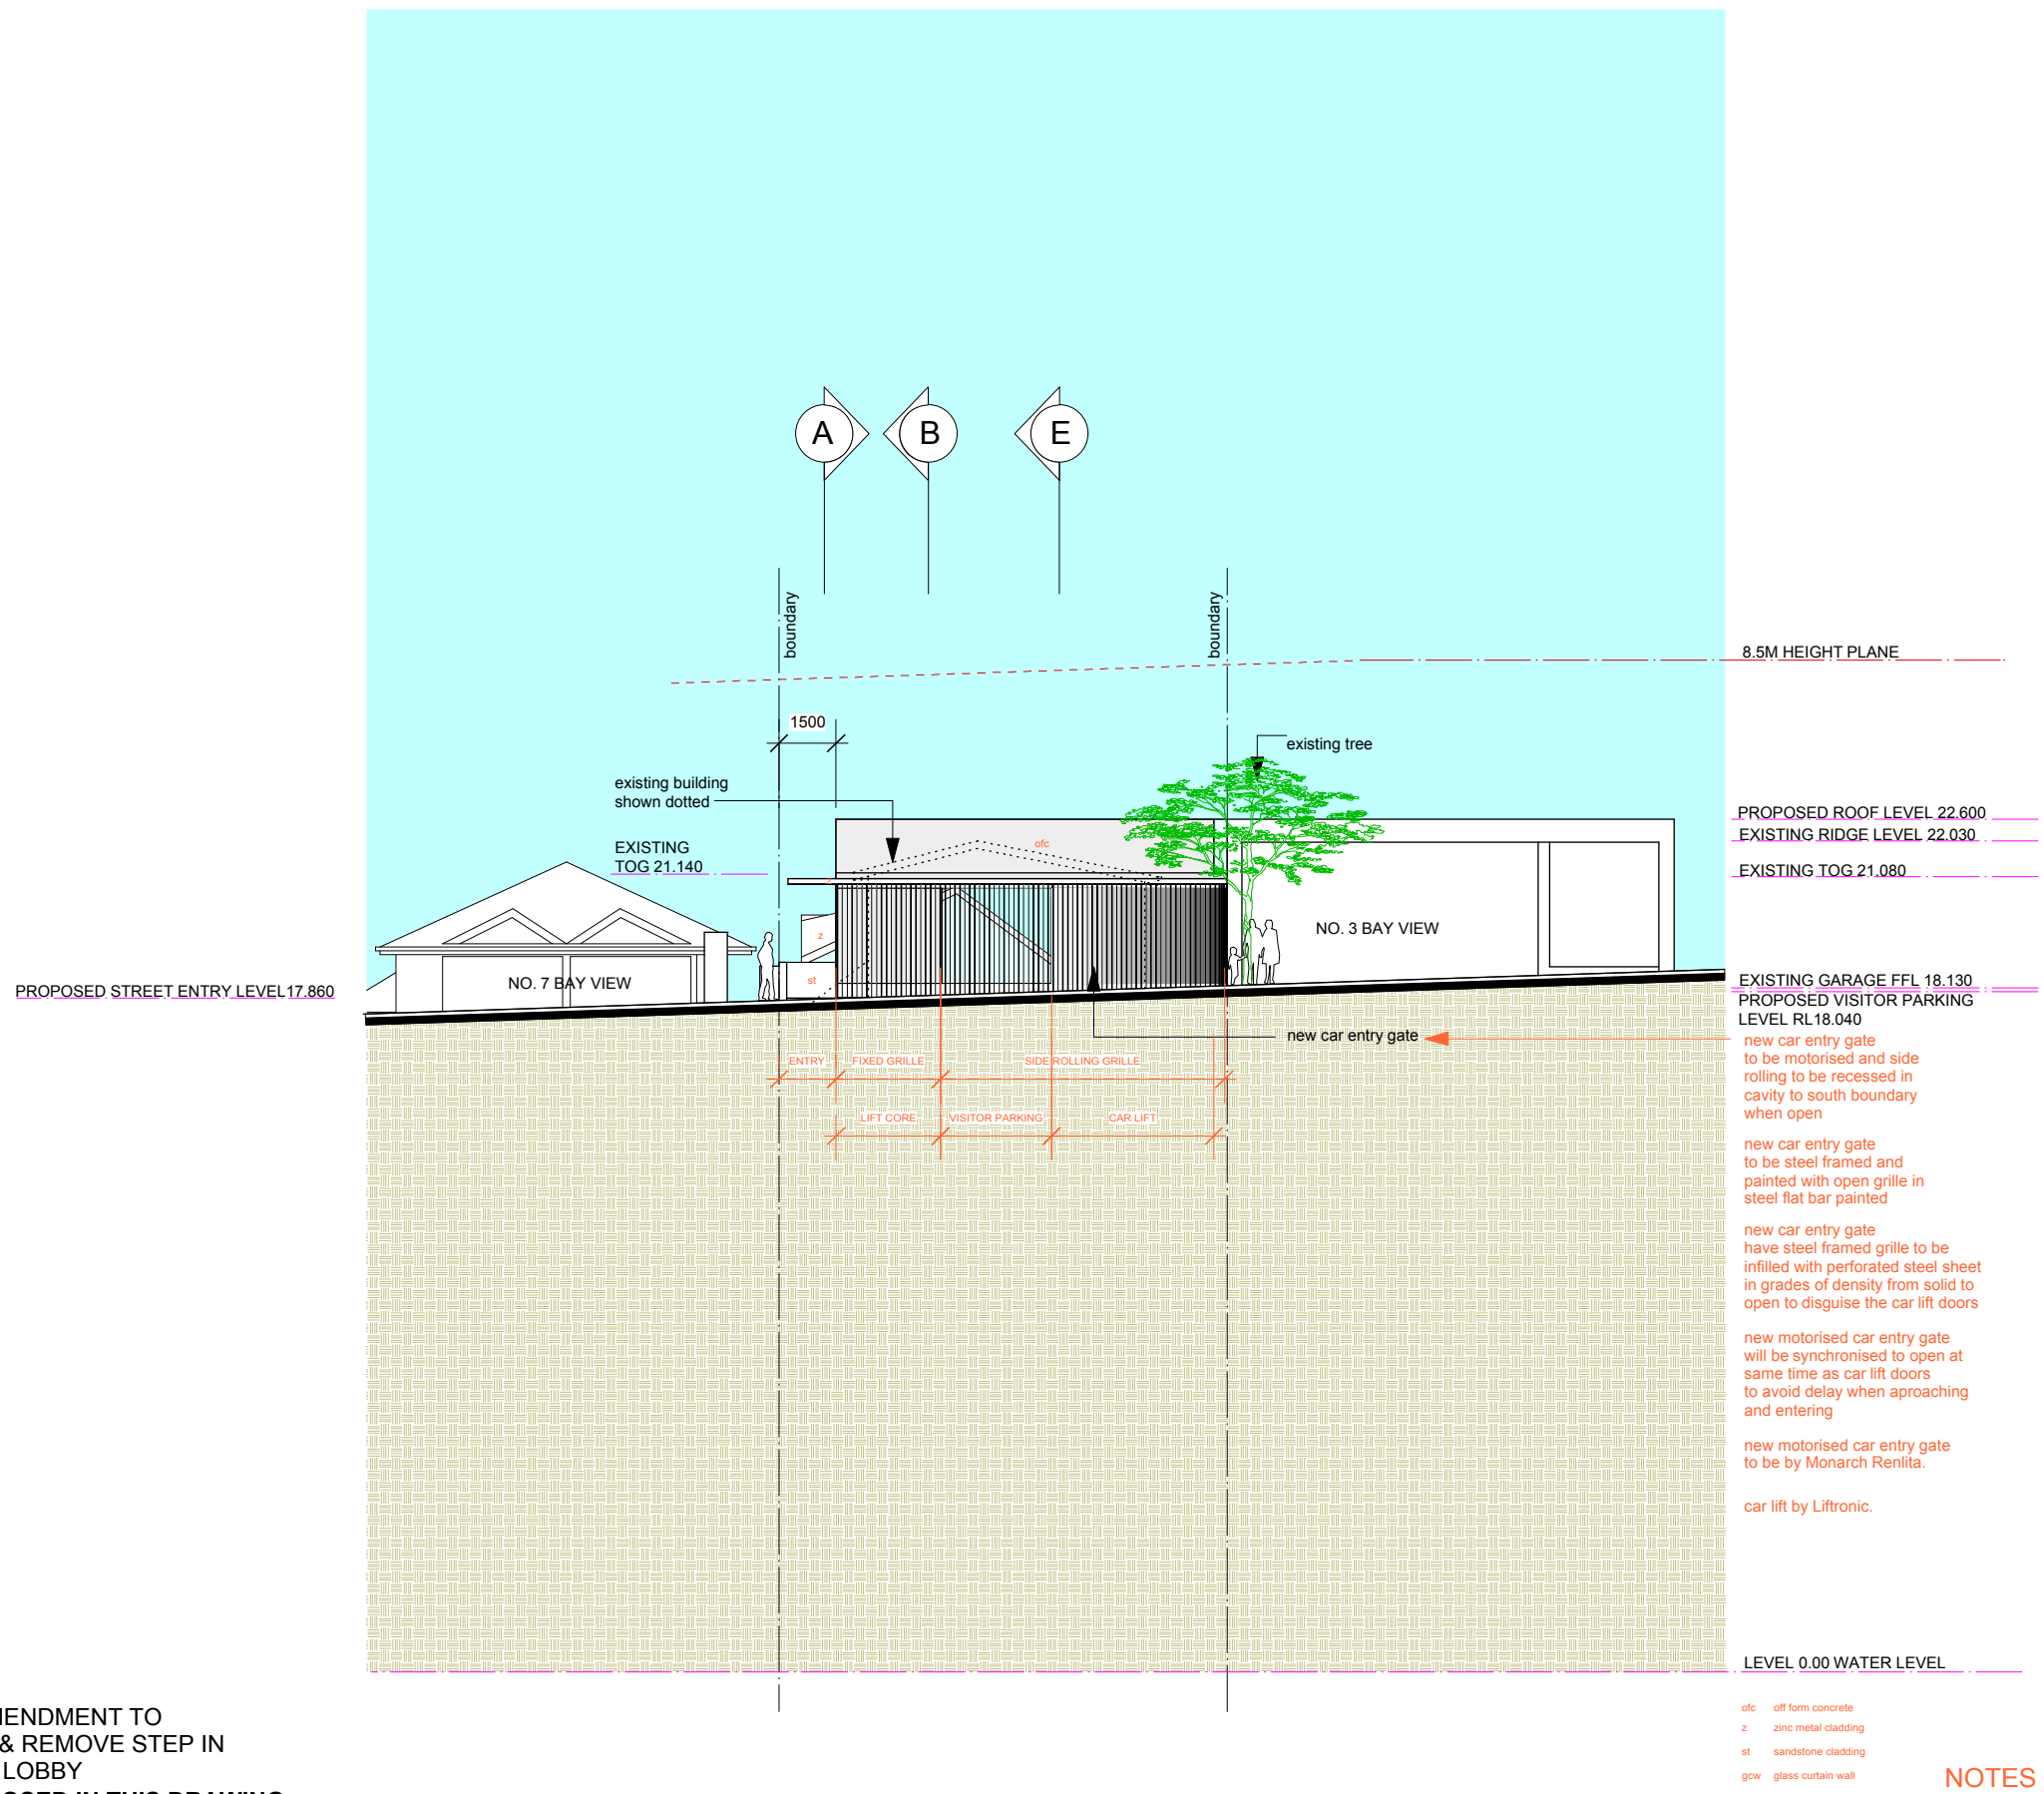 A
B
E
boundary
boundary
8.5M HEIGHT PLANE
1500
existing tree
existing building
shown dotted
PROPOSED ROOF LEVEL 22.600
EXISTING RIDGE LEVEL 22.030
EXISTING
TOG 21.140
ofc
EXISTING TOG 21.080
z
NO. 3 BAY VIEW
st
NO. 7 BAY VIEW
PROPOSED STREET ENTRY LEVEL17.860
EXISTING GARAGE FFL 18.130
PROPOSED VISITOR PARKING
LEVEL RL18.040
new car entry gate
ENTRY
FIXED GRILLE
SIDE ROLLING GRILLE
LIFT CORE
VISITOR PARKING
CAR LIFT
new car entry gate
to be motorised and side
rolling to be recessed in
cavity to south boundary
when open
new car entry gate
to be steel framed and
painted with open grille in
steel flat bar painted
new car entry gate
have steel framed grille to be
infilled with perforated steel sheet
in grades of density from solid to
open to disguise the car lift doors
new motorised car entry gate
will be synchronised to open at
same time as car lift doors
to avoid delay when aproaching
and entering
new motorised car entry gate
to be by Monarch Renlita.
car lift by Liftronic.
LEVEL 0.00 WATER LEVEL
ofc off form concrete
z zinc metal cladding
st sandstone cladding
gcw glass curtain wall
NOTES
MENDMENT TO
& REMOVE STEP IN
LOBBY
IN THIS DRAWING